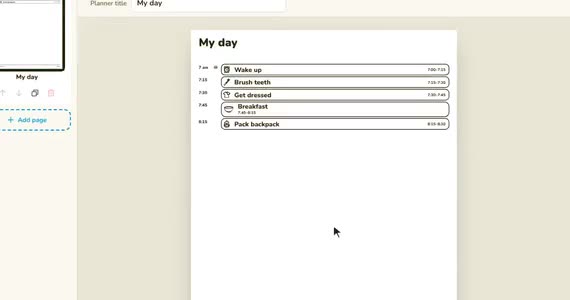 Planner title My day
My day
Add page
My day
7 am Wake up 7:00-7:15
7:15 Brush teeth 7:15-7:30
7:30 Get dressed 7:30-7:45
7:45 Breakfast
7:45-8:15
8:15 Pack backpack 8:15-8:20